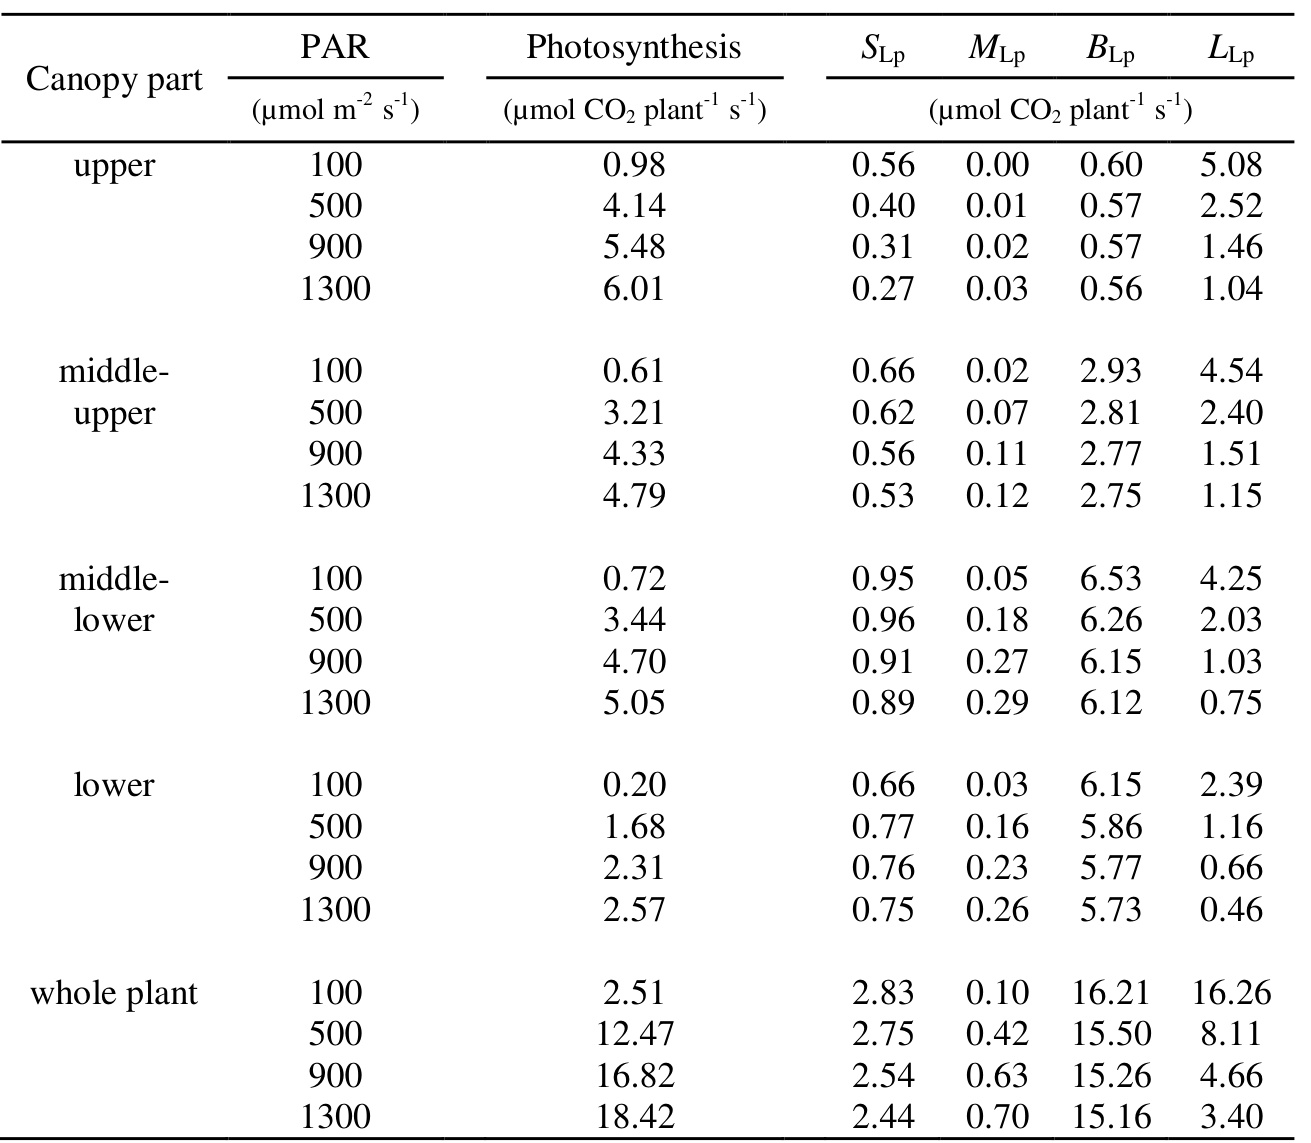 Canopy part PAR Photosynthesis SLp MLp BLp LLp
(µmol m-2 s-1) (µmol CO2 plant-1 s-1) (µmol CO2 plant-1 s-1)
upper 100 0.98 0.56 0.00 0.60 5.08
500 4.14 0.40 0.01 0.57 2.52
900 5.48 0.31 0.02 0.57 1.46
1300 6.01 0.27 0.03 0.56 1.04
middle- 100 0.61 0.66 0.02 2.93 4.54
upper 500 3.21 0.62 0.07 2.81 2.40
900 4.33 0.56 0.11 2.77 1.51
1300 4.79 0.53 0.12 2.75 1.15
middle- 100 0.72 0.95 0.05 6.53 4.25
lower 500 3.44 0.96 0.18 6.26 2.03
900 4.70 0.91 0.27 6.15 1.03
1300 5.05 0.89 0.29 6.12 0.75
lower 100 0.20 0.66 0.03 6.15 2.39
500 1.68 0.77 0.16 5.86 1.16
900 2.31 0.76 0.23 5.77 0.66
1300 2.57 0.75 0.26 5.73 0.46
whole plant 100 2.51 2.83 0.10 16.21 16.26
500 12.47 2.75 0.42 15.50 8.11
900 16.82 2.54 0.63 15.26 4.66
1300 18.42 2.44 0.70 15.16 3.40